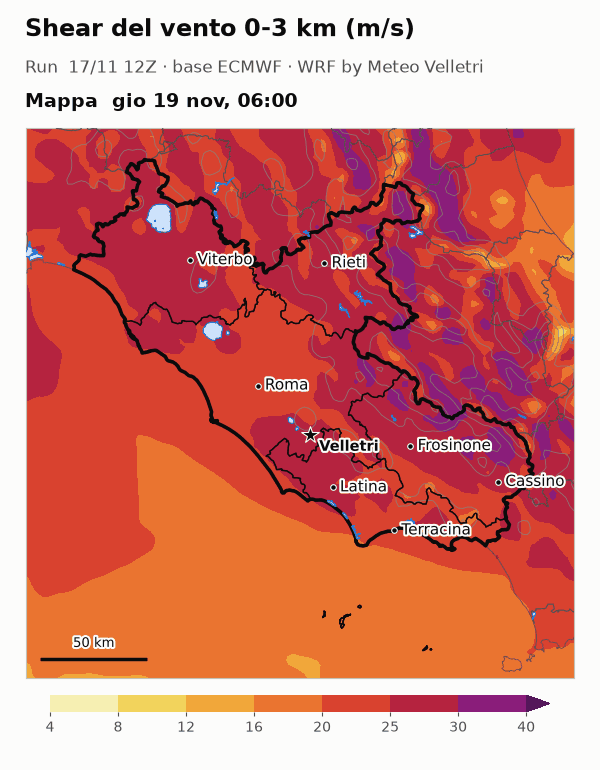 Shear del vento 0-3 km (m/s)
Run  17/11 12Z · base ECMWF · WRF by Meteo Velletri
Mappa  gio 19 nov, 06:00
Viterbo
Rieti
Roma
Velletri
Frosinone
Cassino
Latina
Terracina
50 km
4 8 12 16 20 25 30 40